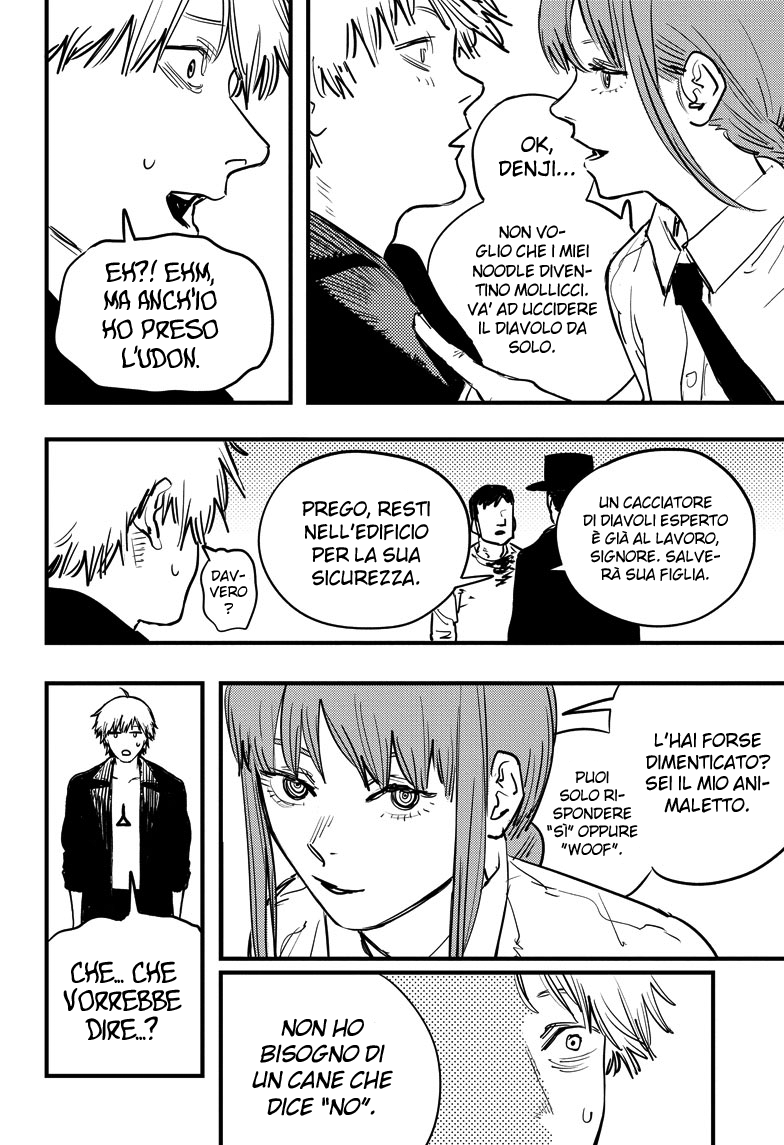 OK,
DENJI...
NON VO-
GLIO CHE I MIEI
NOODLE DIVEN-
TINO MOLLICCI.
VA' AD UCCIDERE
IL DIAVOLO DA
SOLO.
EH?! EHM,
MA ANCH'IO
HO PRESO
L'UDON.
UN CACCIATORE
DI DIAVOLI ESPERTO
È GIÀ AL LAVORO,
SIGNORE. SALVE-
RÀ SUA FIGLIA.
PREGO, RESTI
NELL'EDIFICIO
PER LA SUA
SICUREZZA.
DAV-
VERO
?
L'HAI FORSE
DIMENTICATO?
SEI IL MIO ANI-
MALETTO.
PUOI
SOLO RI-
SPONDERE
"SÌ" OPPURE
"WOOF".
CHE... CHE
VORREBBE
DIRE...?
NON HO
BISOGNO DI
UN CANE CHE
DICE "NO".